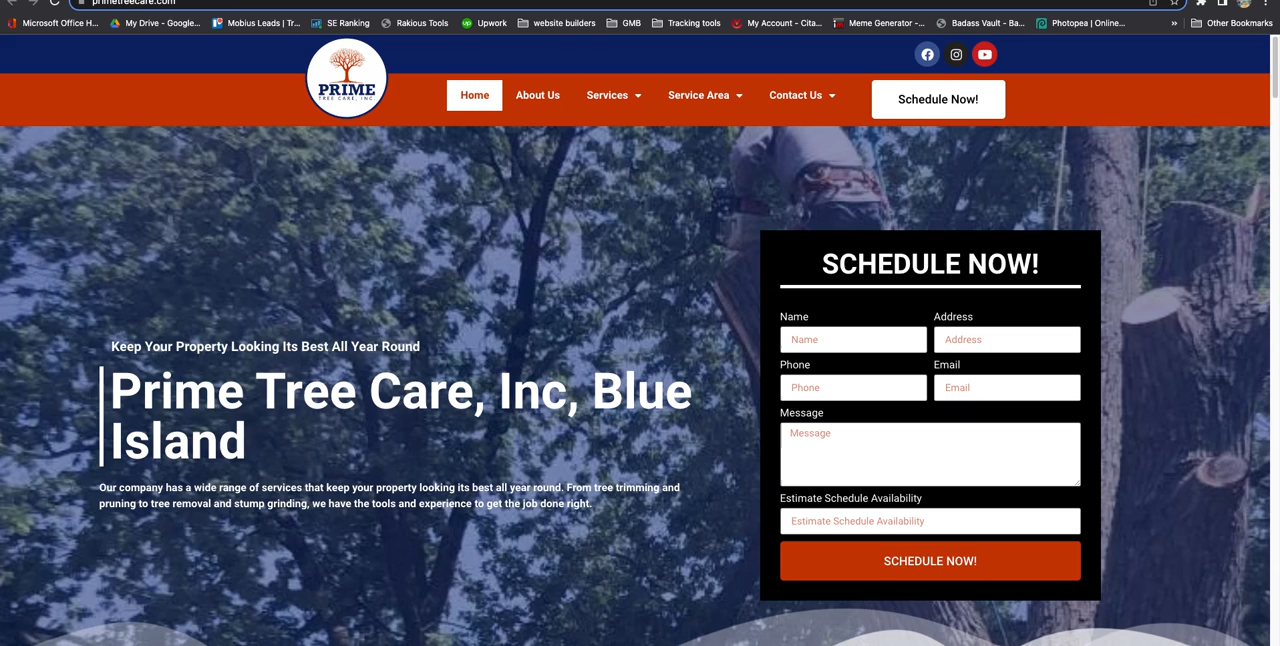 primetreecare.com
Microsoft Office H...
My Drive - Google...
Mobius Leads | Tr...
SE Ranking
Rakious Tools
up
Upwork
website builders
GMB
Tracking tools
My Account - Cita...
Meme Generator -...
Badass Vault - Ba...
Photopea | Online...
»
Other Bookmarks
PRIME
TREE CARE, INC
Home
About Us
Services
Service Area
Contact Us
Schedule Now!
Keep Your Property Looking Its Best All Year Round
Prime Tree Care, Inc, Blue
Island
Our company has a wide range of services that keep your property looking its best all year round. From tree trimming and
pruning to tree removal and stump grinding, we have the tools and experience to get the job done right.
SCHEDULE NOW!
Name
Address
Name
Address
Phone
Email
Phone
Email
Message
Message
Estimate Schedule Availability
Estimate Schedule Availability
SCHEDULE NOW!